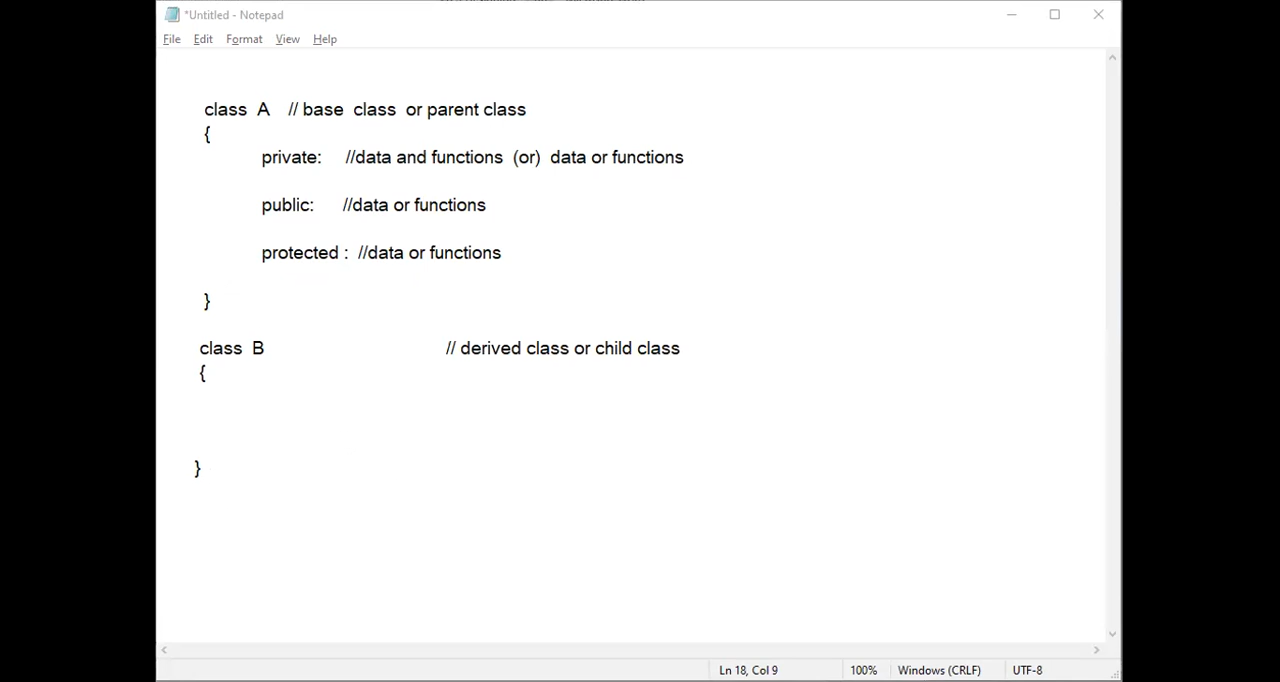 *Untitled - Notepad
File Edit Format View Help
class A // base class or parent class
{
private: //data and functions (or) data or functions
public: //data or functions
protected : //data or functions
}
class B // derived class or child class
{
}
Ln 18, Col 9 100% Windows (CRLF) UTF-8